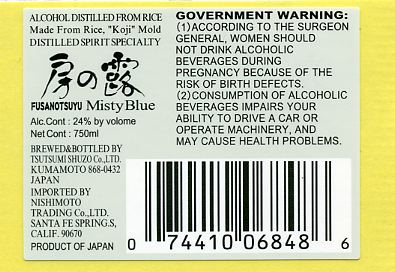 ALCOHOL DISTILLED FROM RICE
Made From Rice, "Koji" Mold
DISTILLED SPIRIT SPECIALTY
房の露
FUSANOTSUYU Misty Blue
Alc.Cont : 24% by volome
Net Cont : 750ml
BREWED&BOTTLED BY
TSUTSUMI SHUZO Co.,LTD.
KUMAMOTO 868-0432
JAPAN
IMPORTED BY
NISHIMOTO
TRADING Co.,LTD.
SANTA FE SPRING.S,
CALIF. 90670
PRODUCT OF JAPAN
GOVERNMENT WARNING:
(1)ACCORDING TO THE SURGEON
GENERAL, WOMEN SHOULD
NOT DRINK ALCOHOLIC
BEVERAGES DURING
PREGNANCY BECAUSE OF THE
RISK OF BIRTH DEFECTS.
(2)CONSUMPTION OF ALCOHOLIC
BEVERAGES IMPAIRS YOUR
ABILITY TO DRIVE A CAR OR
OPERATE MACHINERY, AND
MAY CAUSE HEALTH PROBLEMS.
0 74410 06848 6